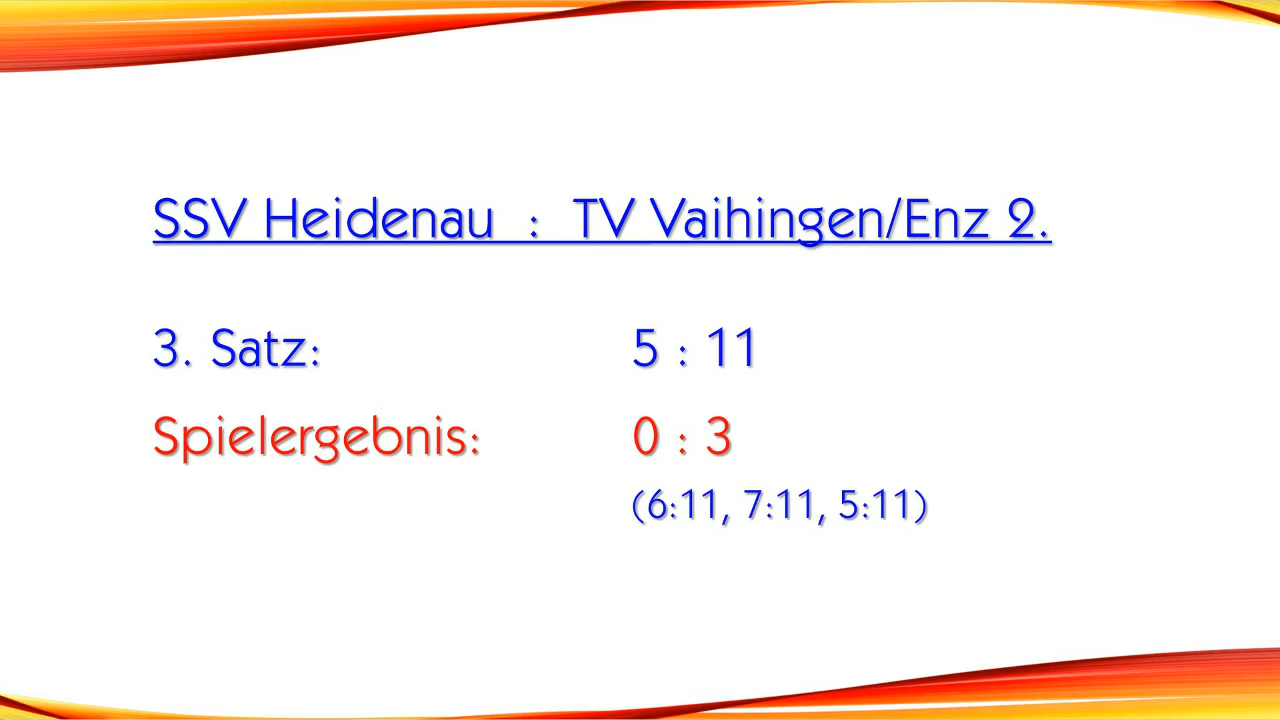 SSV Heidenau : TV Vaihingen/Enz 2.
3. Satz: 5 : 11
Spielergebnis: 0 : 3
(6:11, 7:11, 5:11)